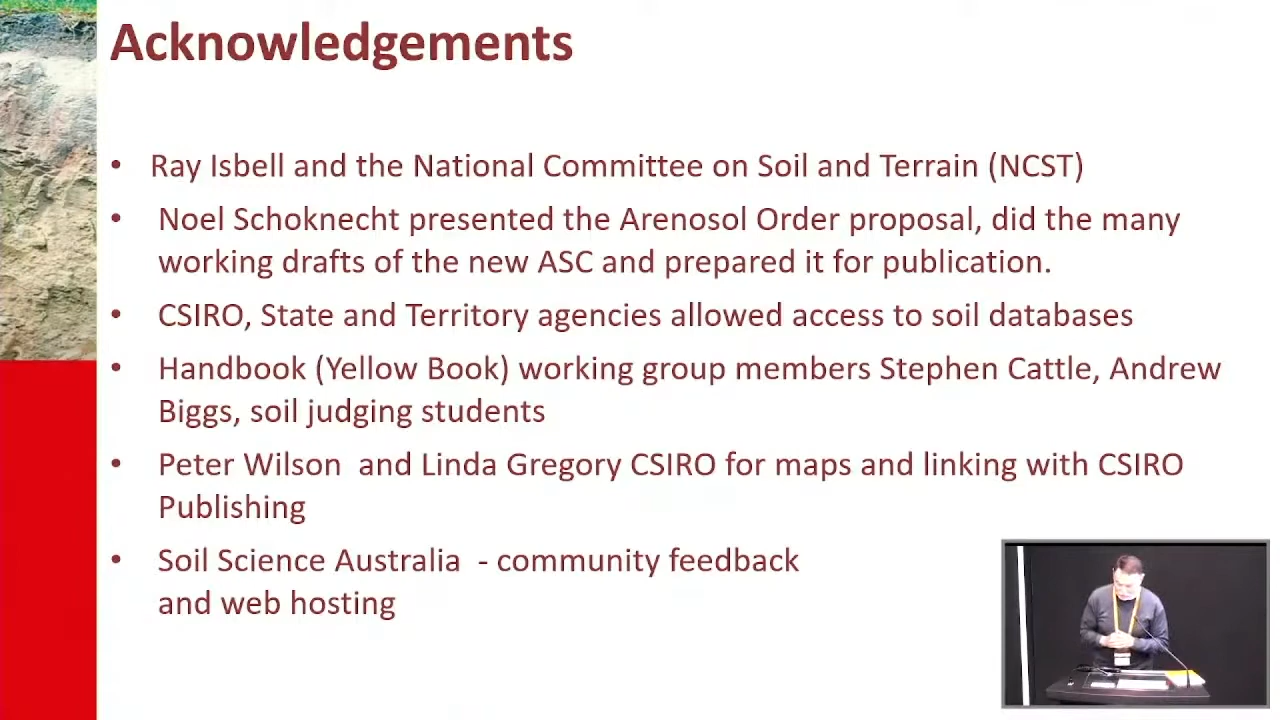 Acknowledgements
• Ray Isbell and the National Committee on Soil and Terrain (NCST)
• Noel Schoknecht presented the Arenosol Order proposal, did the many
working drafts of the new ASC and prepared it for publication.
• CSIRO, State and Territory agencies allowed access to soil databases
• Handbook (Yellow Book) working group members Stephen Cattle, Andrew
Biggs, soil judging students
• Peter Wilson  and Linda Gregory CSIRO for maps and linking with CSIRO
Publishing
• Soil Science Australia  - community feedback
and web hosting